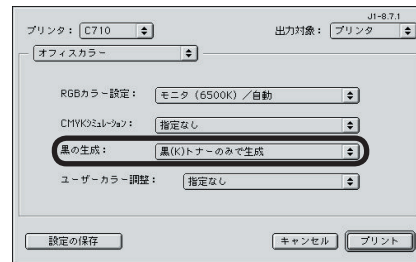 J1-8.7.1
プリンタ： C710 出力対象： プリンタ
オフィスカラー
RGBカラー設定： モニタ（6500K）／自動
CMYKシミュレーション： 指定なし
黒の生成： 黒(K)トナーのみで生成
ユーザーカラー調整： 指定なし
設定の保存 キャンセル プリント